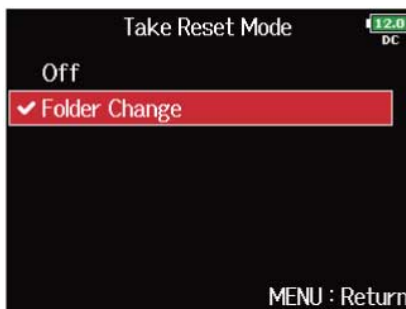 Take Reset Mode
12.0
DC
Off
Folder Change
MENU : Return